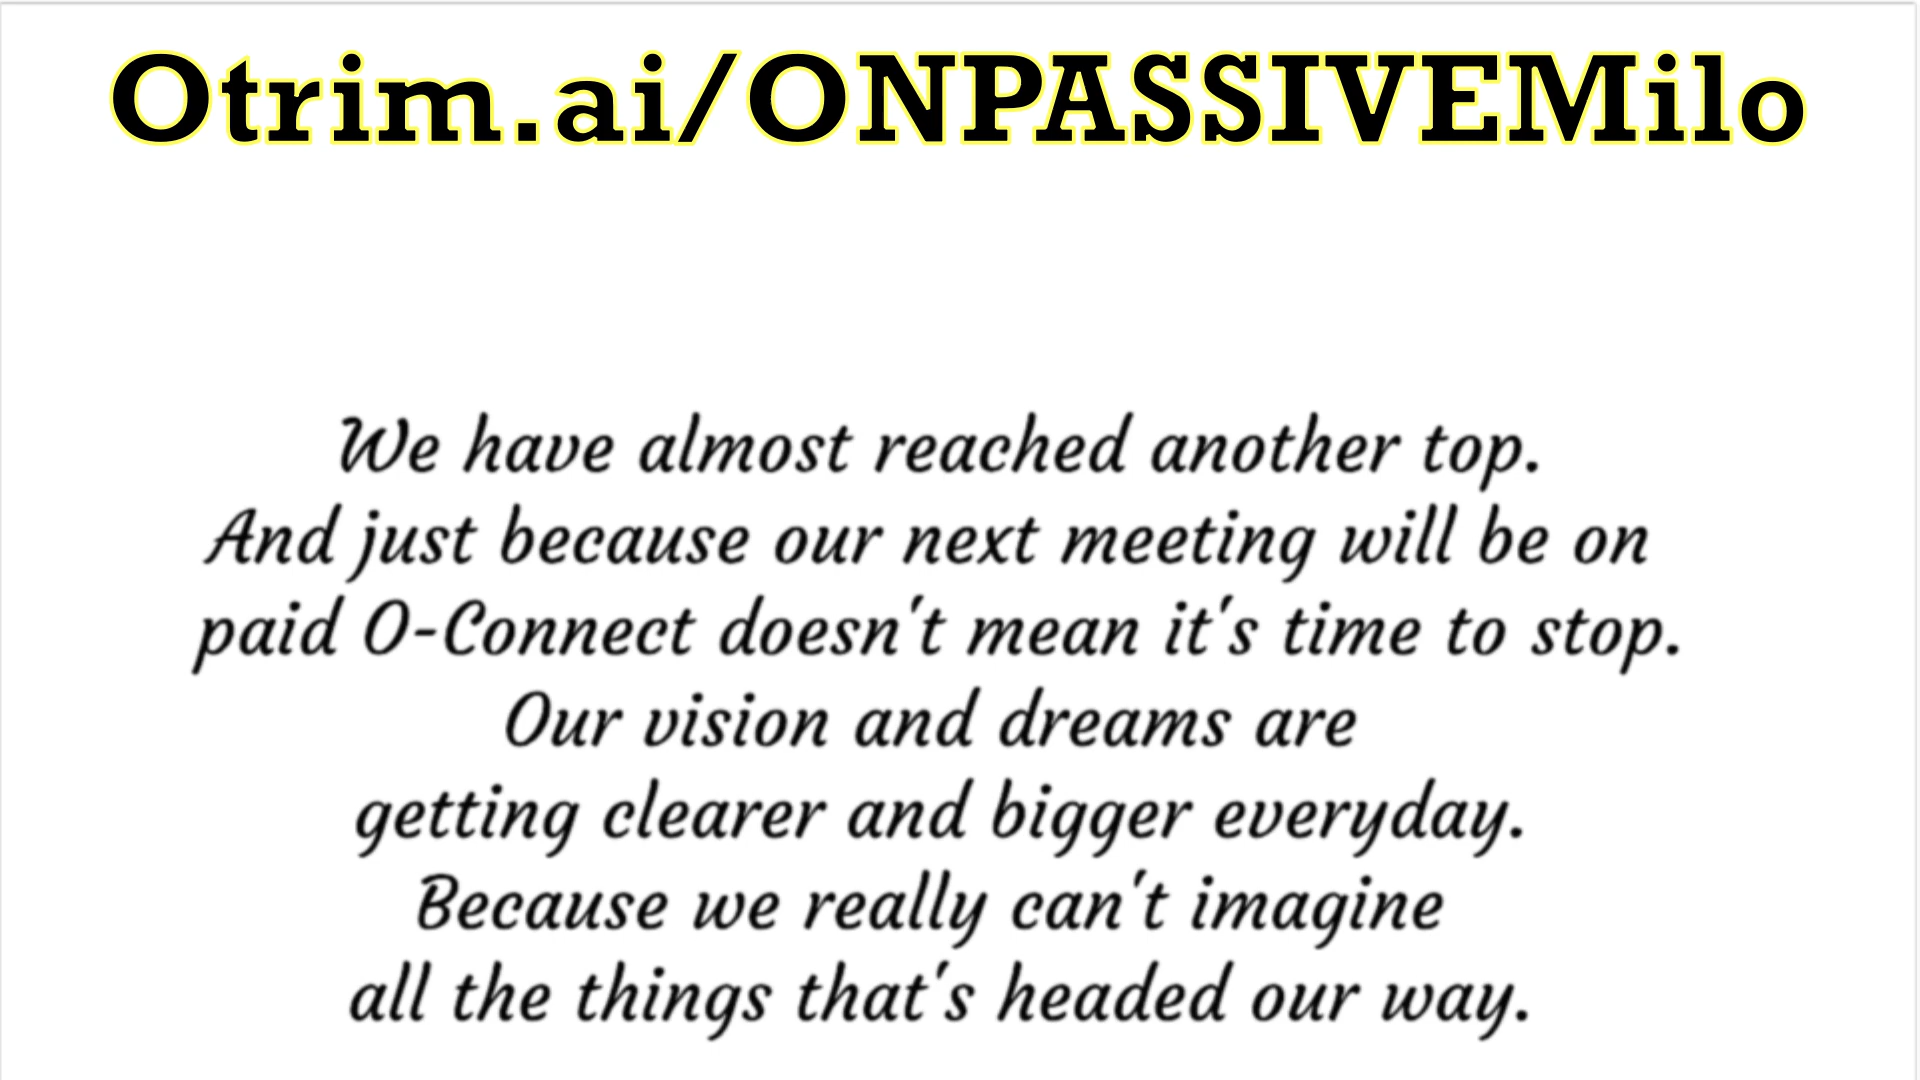 Otrim.ai/ONPASSIVEMilo
We have almost reached another top.
And just because our next meeting will be on
paid O-Connect doesn't mean it's time to stop.
Our vision and dreams are
getting clearer and bigger everyday.
Because we really can't imagine
all the things that's headed our way.